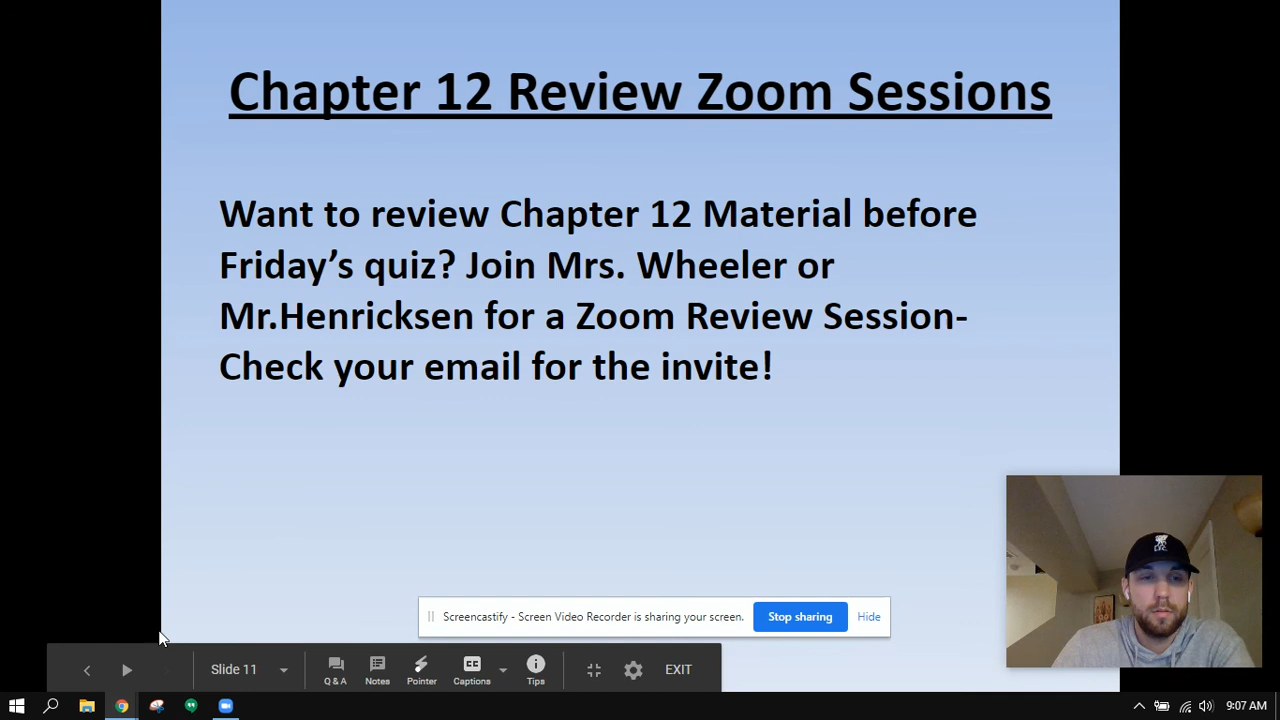 Chapter 12 Review Zoom Sessions
Want to review Chapter 12 Material before
Friday’s quiz? Join Mrs. Wheeler or
Mr.Henricksen for a Zoom Review Session-
Check your email for the invite!
Screencastify - Screen Video Recorder is sharing your screen. Stop sharing Hide
Slide 11 Q & A Notes Pointer CC Captions Tips EXIT
9:07 AM